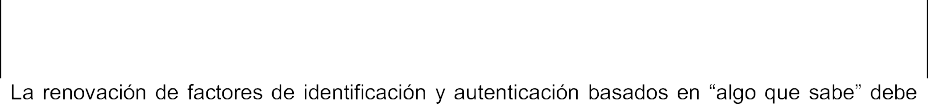 La renovación de factores de identificación y autenticación basados en “algo que sabe” debe